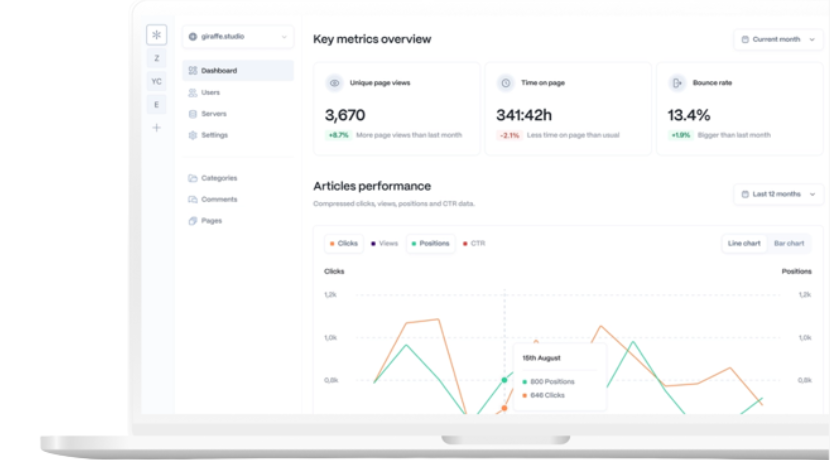 giraffe.studio
Z
YC
E
Dashboard
Users
Servers
Settings
Categories
Comments
Pages
Key metrics overview
Current month
Unique page views
3,670
+8.7% More page views than last month
Time on page
341:42h
-2.1% Less time on page than usual
Bounce rate
13.4%
+1.9% Bigger than last month
Articles performance
Compressed clicks, views, positions and CTR data.
Last 12 months
Clicks Views Positions CTR
Line chart Bar chart
Clicks Positions
1,2k 1,2k
1,0k 1,0k
0,8k 0,8k
15th August
800 Positions
646 Clicks